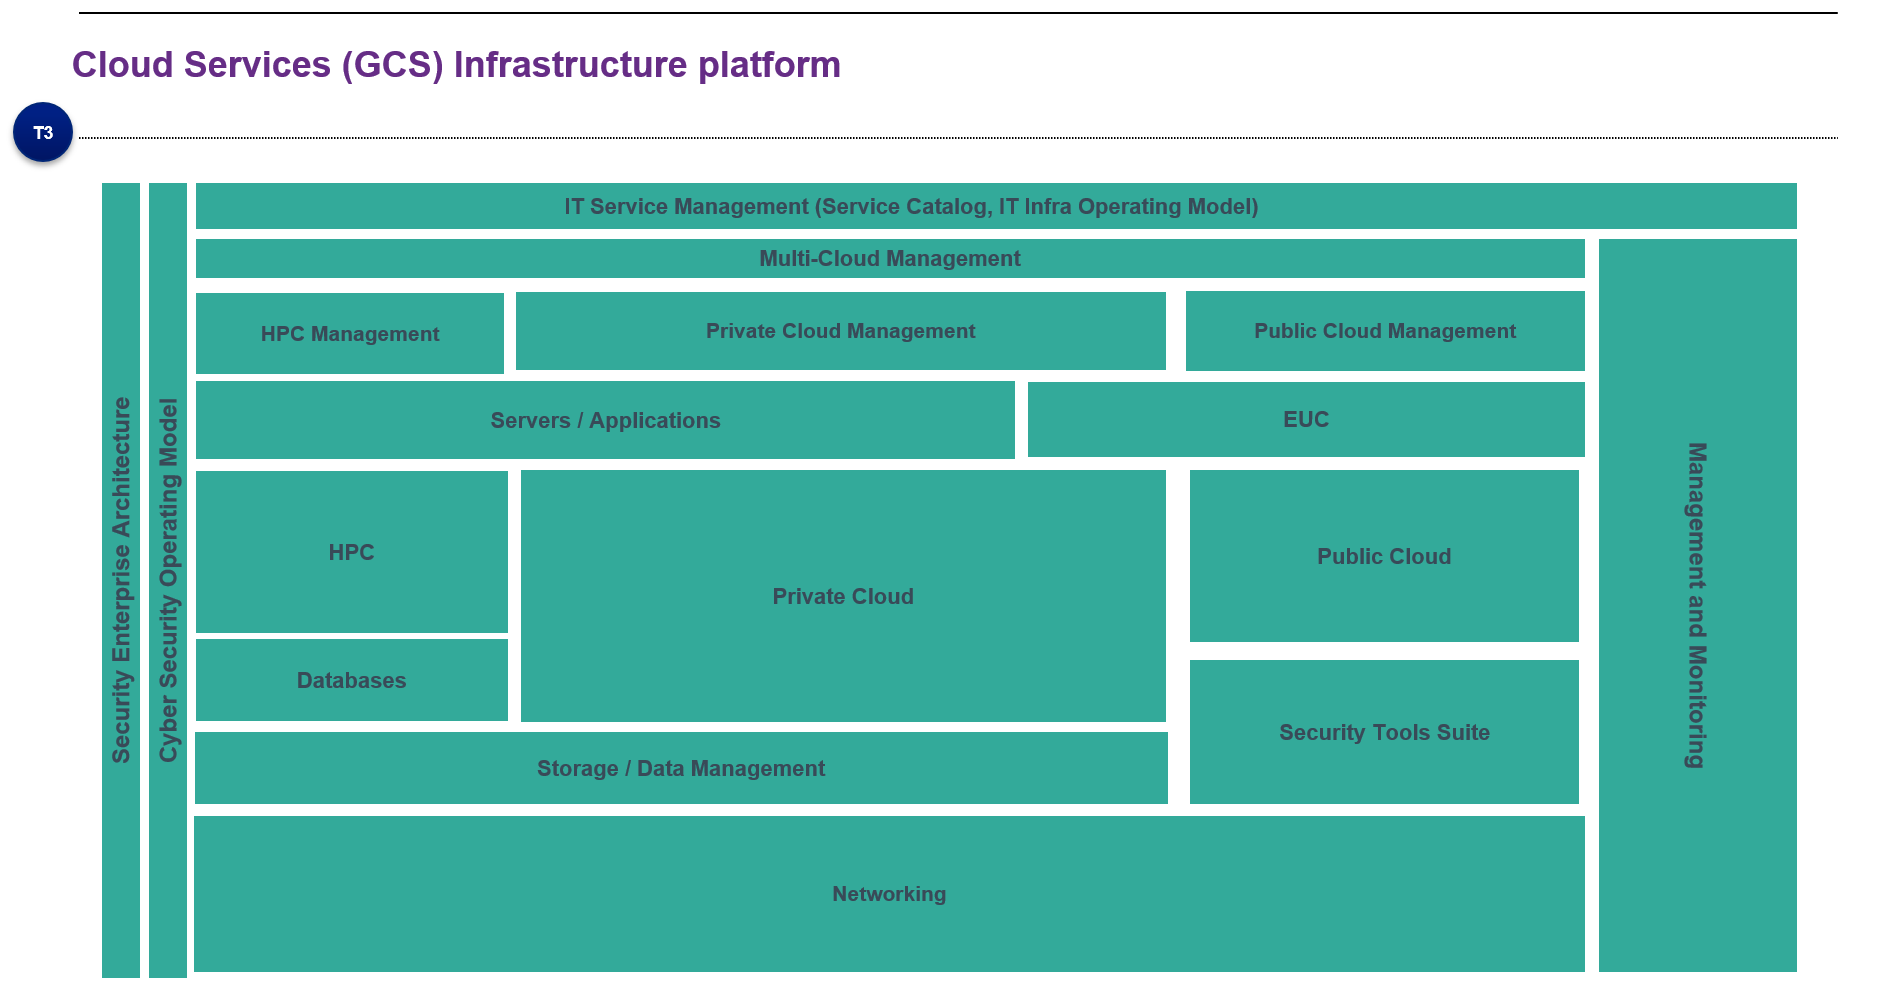 Cloud Services (GCS) Infrastructure platform
T3
Security Enterprise Architecture
Cyber Security Operating Model
IT Service Management (Service Catalog, IT Infra Operating Model)
Multi-Cloud Management
HPC Management
Private Cloud Management
Public Cloud Management
Servers / Applications
EUC
HPC
Private Cloud
Public Cloud
Databases
Security Tools Suite
Storage / Data Management
Networking
Management and Monitoring